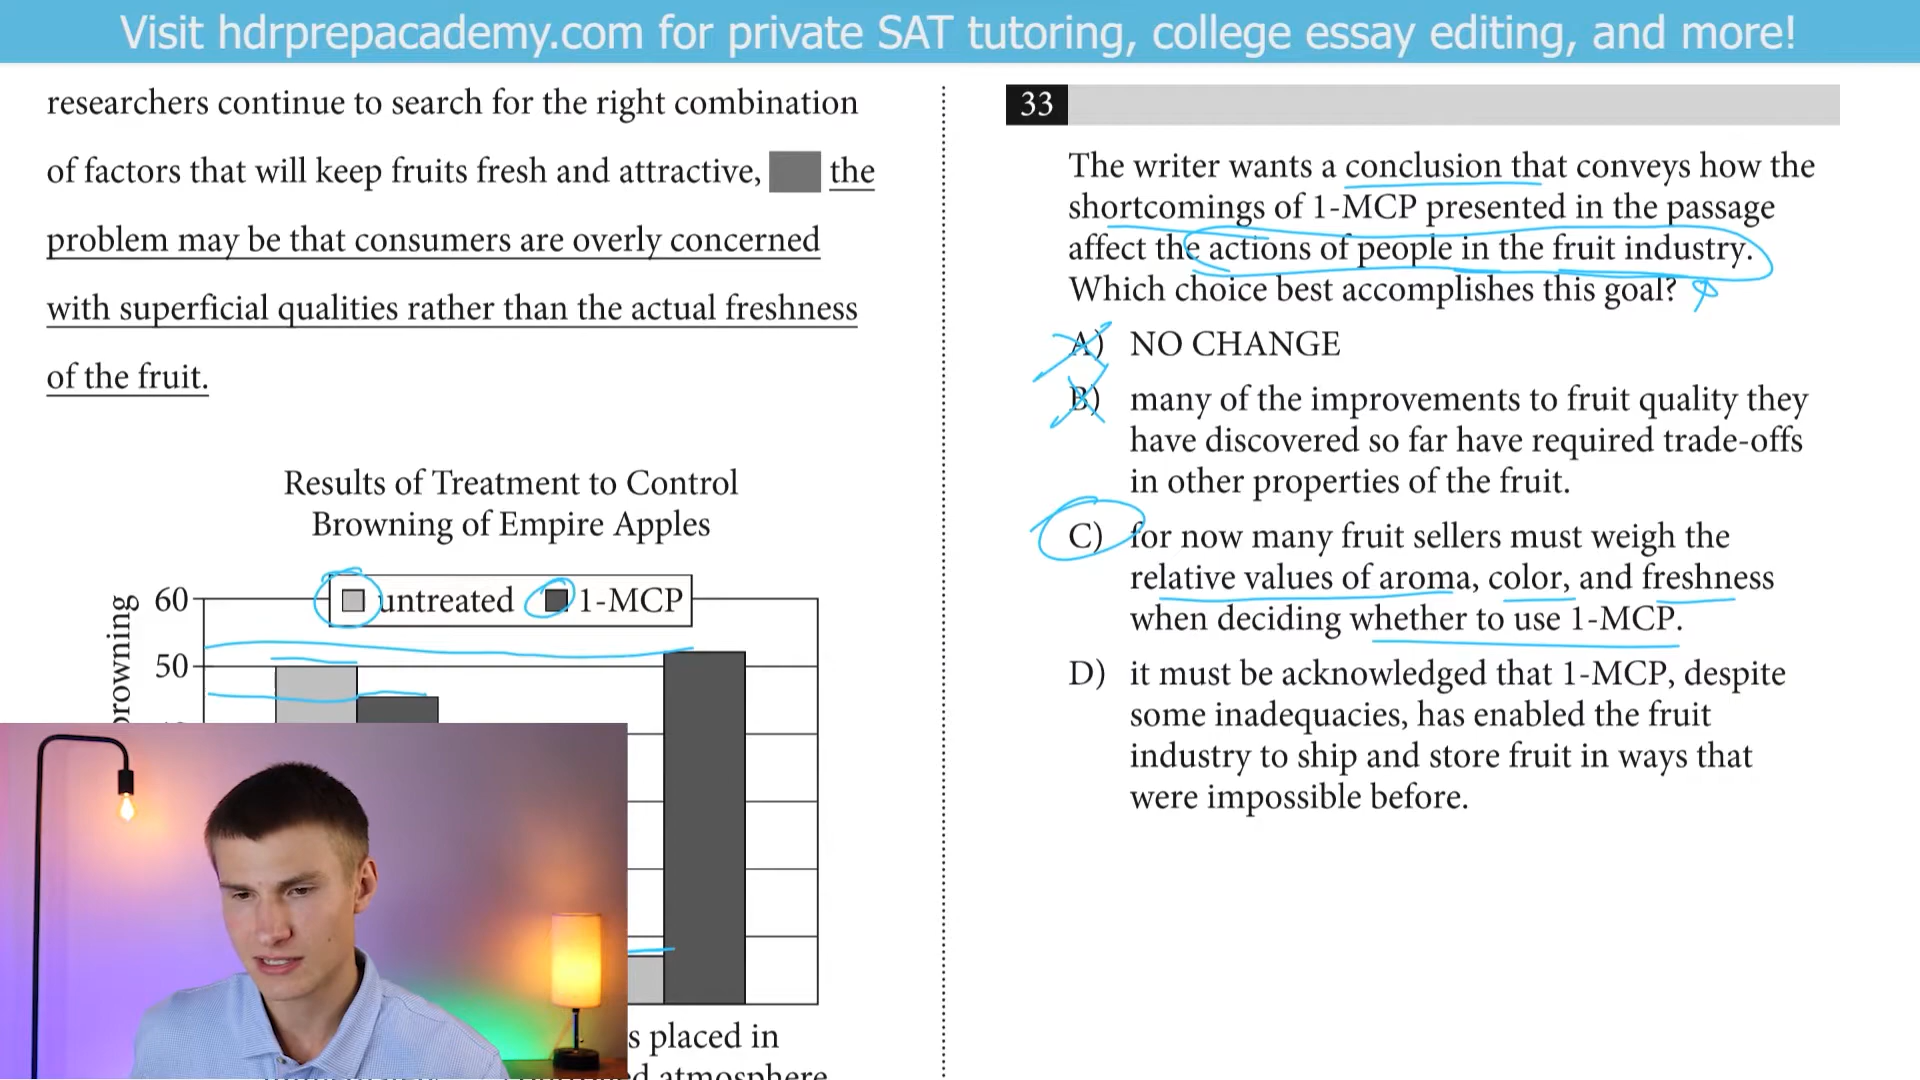 Visit hdrprepacademy.com for private SAT tutoring, college essay editing, and more!
researchers continue to search for the right combination
of factors that will keep fruits fresh and attractive, the
problem may be that consumers are overly concerned
with superficial qualities rather than the actual freshness
of the fruit.
Results of Treatment to Control
Browning of Empire Apples
untreated 1-MCP
60
50
s placed in
atmosphere
33
The writer wants a conclusion that conveys how the
shortcomings of 1-MCP presented in the passage
affect the actions of people in the fruit industry.
Which choice best accomplishes this goal?
A) NO CHANGE
B) many of the improvements to fruit quality they
have discovered so far have required trade-offs
in other properties of the fruit.
C) for now many fruit sellers must weigh the
relative values of aroma, color, and freshness
when deciding whether to use 1-MCP.
D) it must be acknowledged that 1-MCP, despite
some inadequacies, has enabled the fruit
industry to ship and store fruit in ways that
were impossible before.